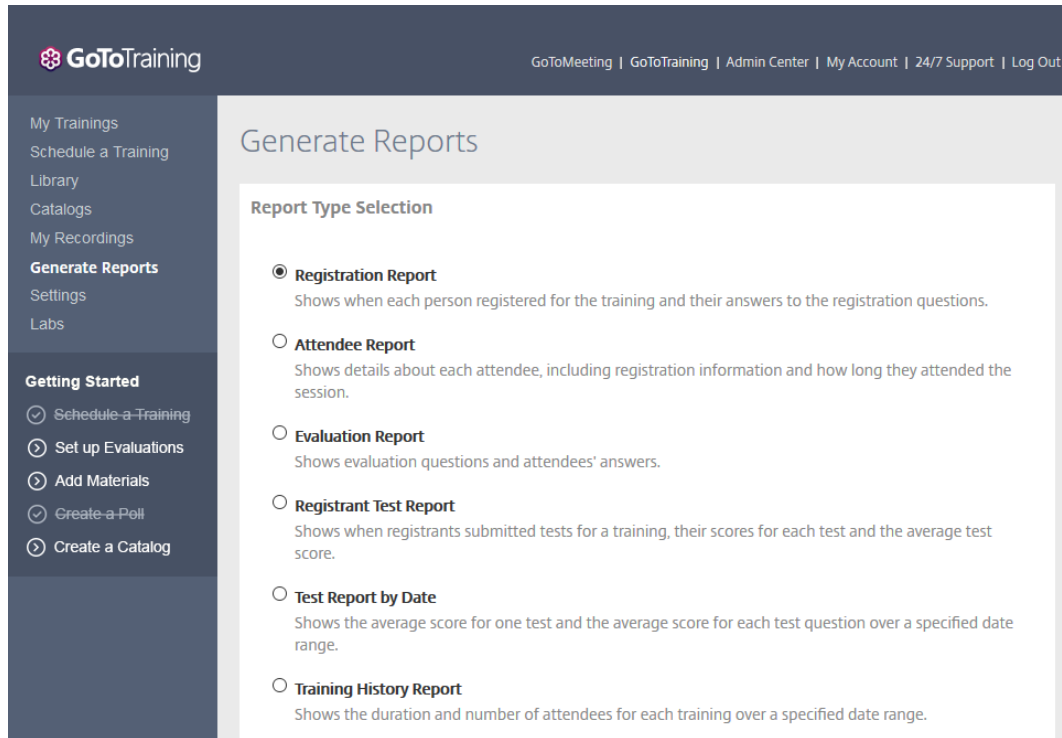 GoToTraining
GoToMeeting | GoToTraining | Admin Center | My Account | 24/7 Support | Log Out
My Trainings
Schedule a Training
Library
Catalogs
My Recordings
Generate Reports
Settings
Labs
Getting Started
Schedule a Training
Set up Evaluations
Add Materials
Create a Poll
Create a Catalog
Generate Reports
Report Type Selection
Registration Report
Shows when each person registered for the training and their answers to the registration questions.
Attendee Report
Shows details about each attendee, including registration information and how long they attended the
session.
Evaluation Report
Shows evaluation questions and attendees' answers.
Registrant Test Report
Shows when registrants submitted tests for a training, their scores for each test and the average test
score.
Test Report by Date
Shows the average score for one test and the average score for each test question over a specified date
range.
Training History Report
Shows the duration and number of attendees for each training over a specified date range.